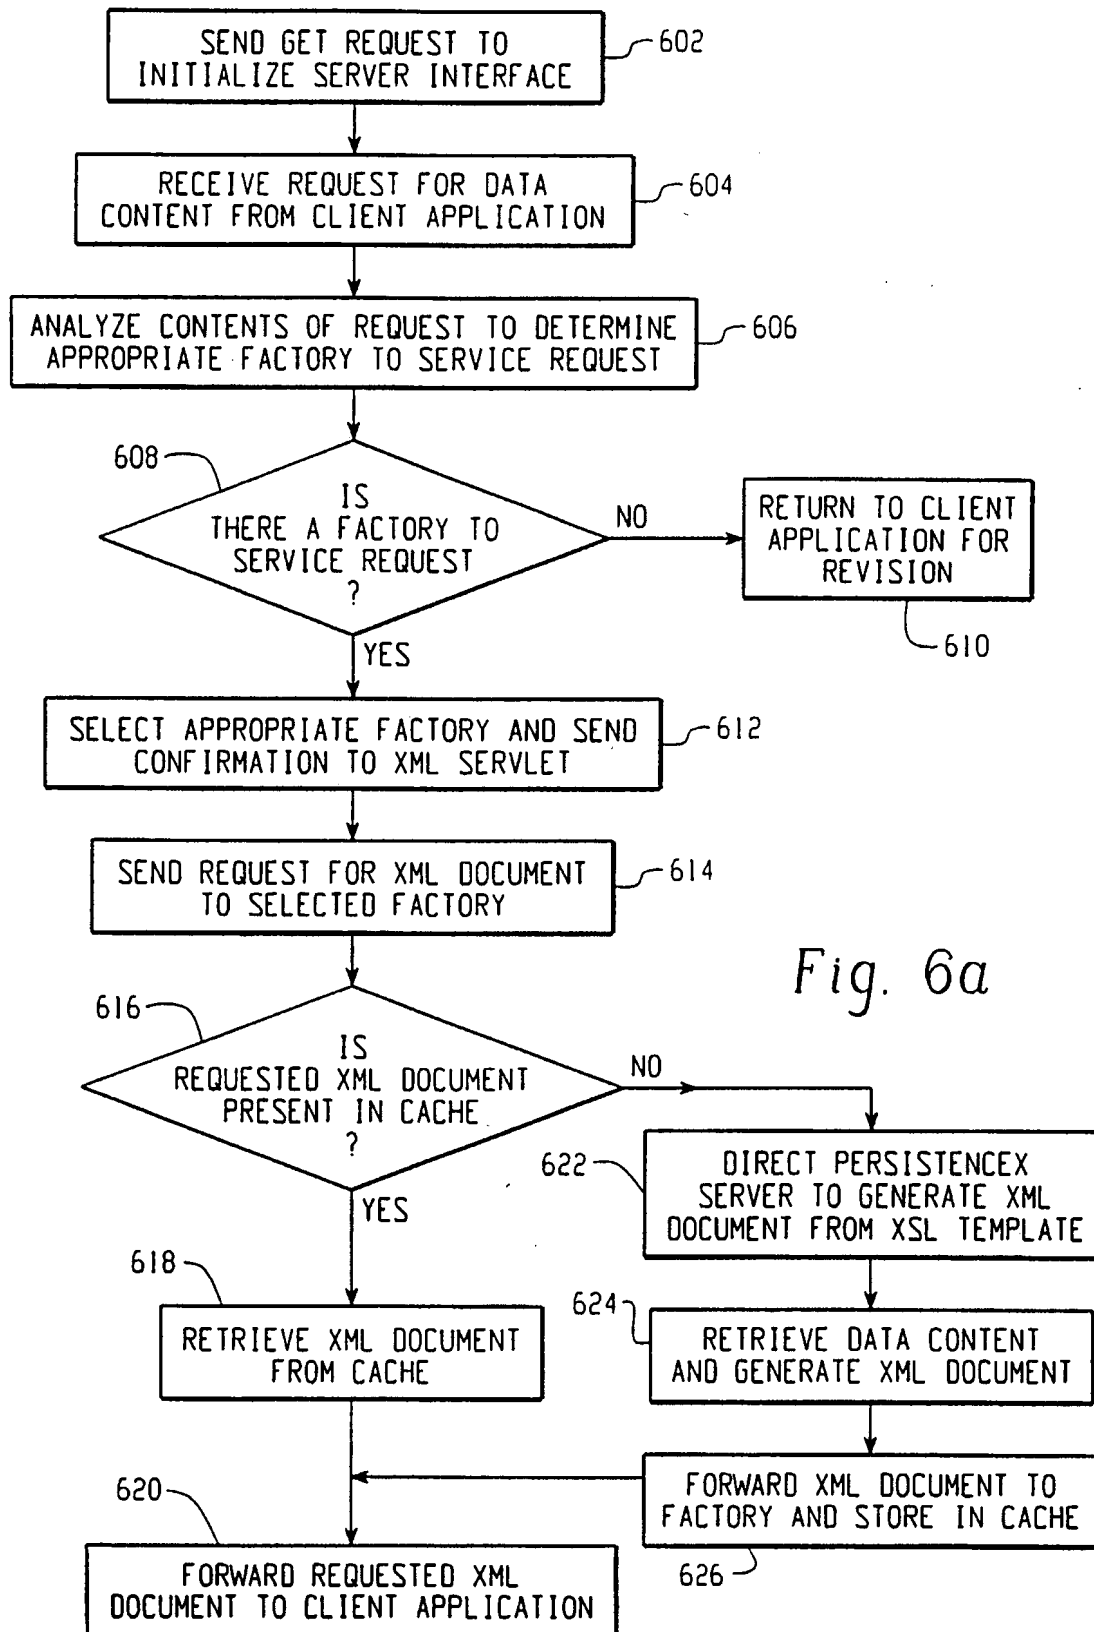 SEND GET REQUEST TO
INITIALIZE SERVER INTERFACE
602
RECEIVE REQUEST FOR DATA
CONTENT FROM CLIENT APPLICATION
604
ANALYZE CONTENTS OF REQUEST TO DETERMINE
APPROPRIATE FACTORY TO SERVICE REQUEST
606
608
IS
THERE A FACTORY TO
SERVICE REQUEST
?
NO
RETURN TO CLIENT
APPLICATION FOR
REVISION
610
YES
SELECT APPROPRIATE FACTORY AND SEND
CONFIRMATION TO XML SERVLET
612
SEND REQUEST FOR XML DOCUMENT
TO SELECTED FACTORY
614
Fig. 6a
616
IS
REQUESTED XML DOCUMENT
PRESENT IN CACHE
?
NO
YES
622
DIRECT PERSISTENCEX
SERVER TO GENERATE XML
DOCUMENT FROM XSL TEMPLATE
618
RETRIEVE XML DOCUMENT
FROM CACHE
624
RETRIEVE DATA CONTENT
AND GENERATE XML DOCUMENT
FORWARD XML DOCUMENT TO
FACTORY AND STORE IN CACHE
626
620
FORWARD REQUESTED XML
DOCUMENT TO CLIENT APPLICATION